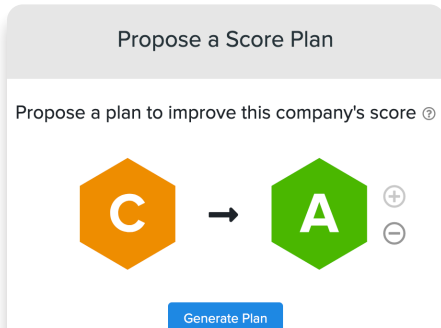 Propose a Score Plan
Propose a plan to improve this company's score ?
C → A
Generate Plan